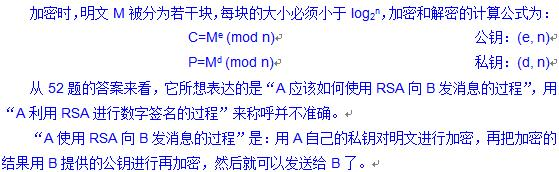 加密时，明文 M 被分为若干块，每块的大小必须小于 log₂ⁿ，加密和解密的计算公式为：
C=Mᵉ (mod n) 公钥：(e, n)
P=Mᵈ (mod n) 私钥：(d, n)
从 52 题的答案来看，它所想表达的是“A 应该如何使用 RSA 向 B 发消息的过程”，用
“A 利用 RSA 进行数字签名的过程”来称呼并不准确。
“A 使用 RSA 向 B 发消息的过程”是：用 A 自己的私钥对明文进行加密，再把加密的
结果用 B 提供的公钥进行再加密，然后就可以发送给 B 了。